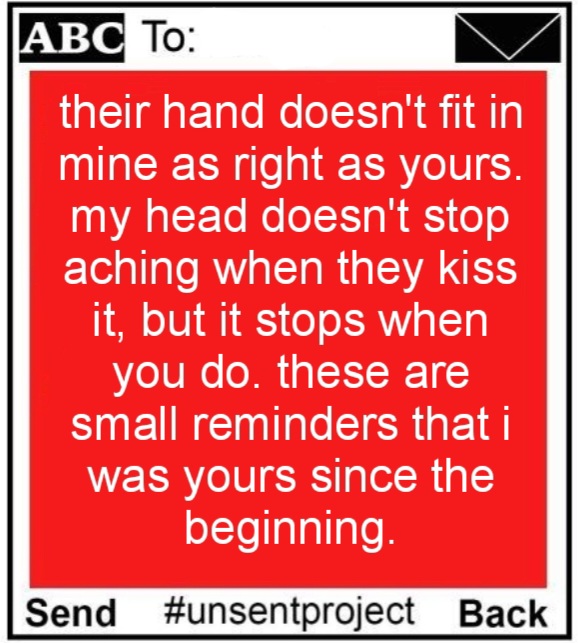 ABC To:
their hand doesn't fit in
mine as right as yours.
my head doesn't stop
aching when they kiss
it, but it stops when
you do. these are
small reminders that i
was yours since the
beginning.
Send #unsentproject Back